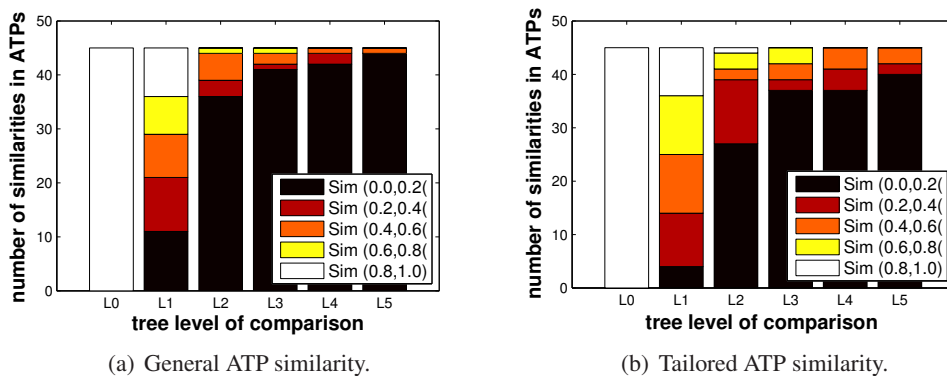 number of similarities in ATPs
50
40
30
20
10
0
L0 L1 L2 L3 L4 L5
tree level of comparison
Sim (0.0,0.2(
Sim (0.2,0.4(
Sim (0.4,0.6(
Sim (0.6,0.8(
Sim (0.8,1.0)
(a) General ATP similarity.
number of similarities in ATPs
50
40
30
20
10
0
L0 L1 L2 L3 L4 L5
tree level of comparison
Sim (0.0,0.2(
Sim (0.2,0.4(
Sim (0.4,0.6(
Sim (0.6,0.8(
Sim (0.8,1.0)
(b) Tailored ATP similarity.